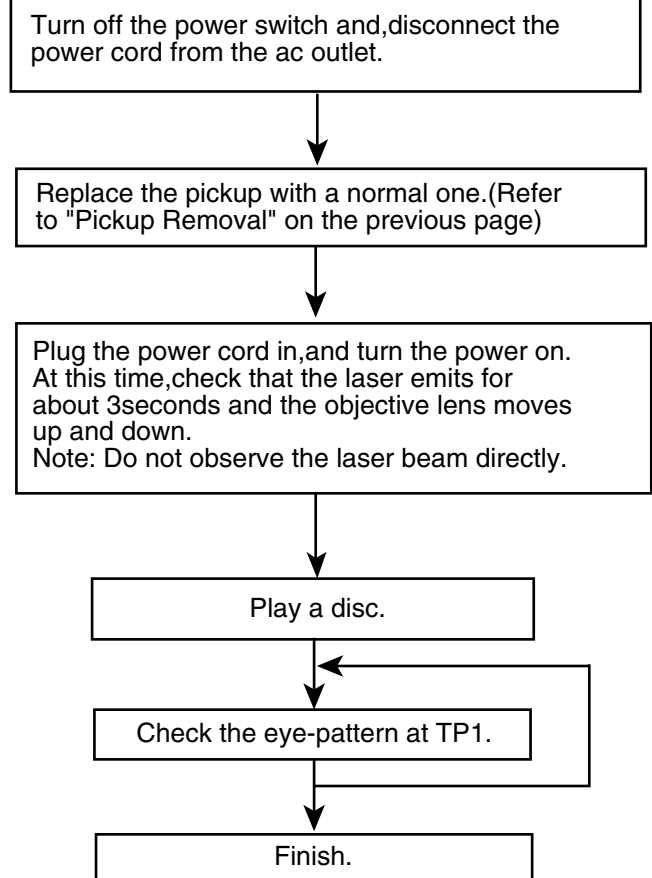 Turn off the power switch and,disconnect the
power cord from the ac outlet.
Replace the pickup with a normal one.(Refer
to "Pickup Removal" on the previous page)
Plug the power cord in,and turn the power on.
At this time,check that the laser emits for
about 3seconds and the objective lens moves
up and down.
Note: Do not observe the laser beam directly.
Play a disc.
Check the eye-pattern at TP1.
Finish.